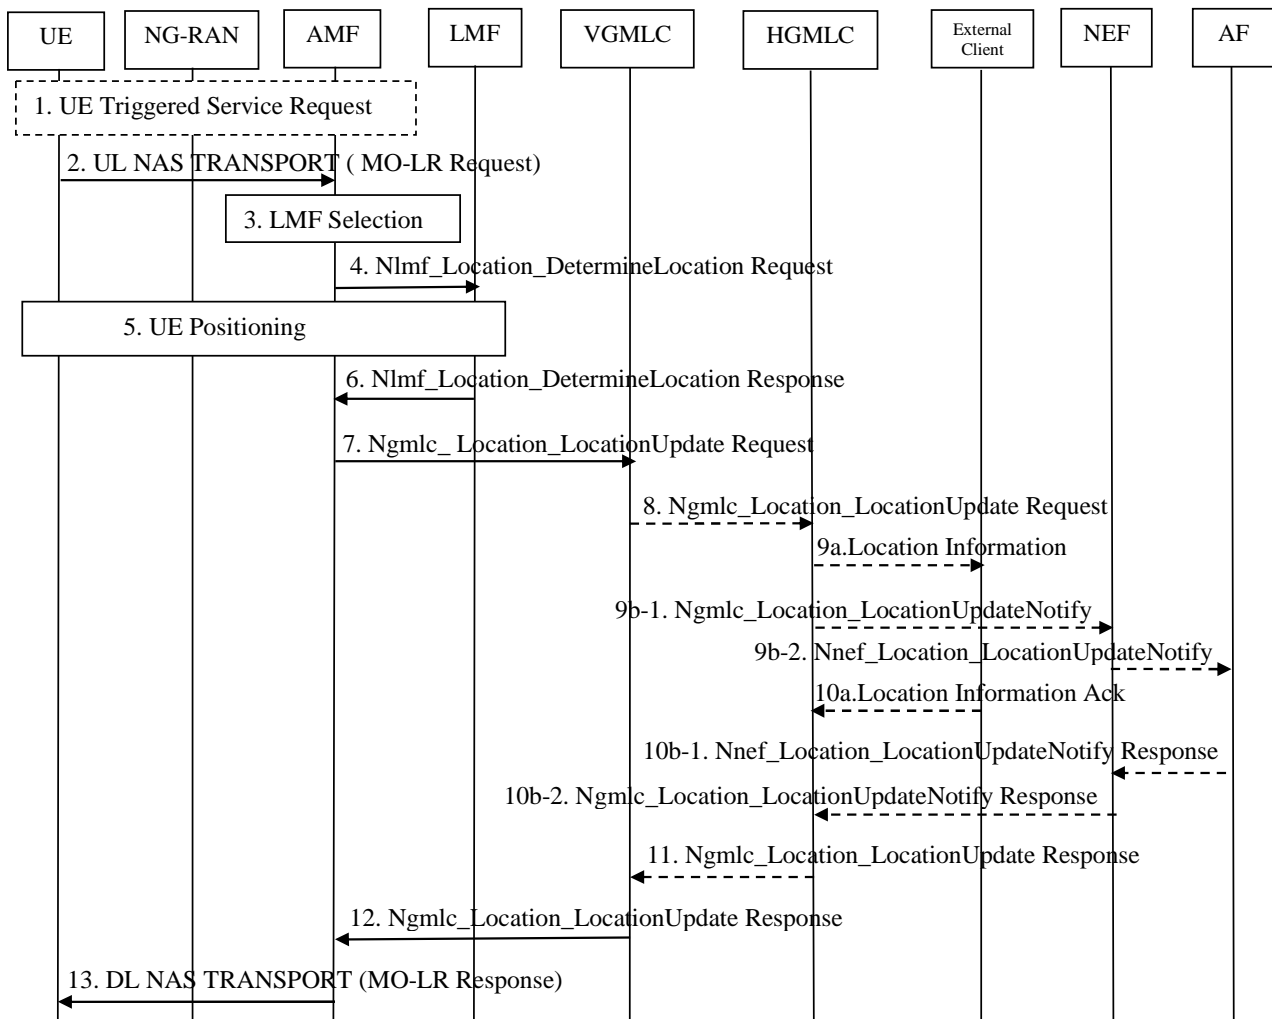 UE
NG-RAN
AMF
LMF
VGMLC
HGMLC
External
Client
NEF
AF
1. UE Triggered Service Request
2. UL NAS TRANSPORT ( MO-LR Request)
3. LMF Selection
4. Nlmf_Location_DetermineLocation Request
5. UE Positioning
6. Nlmf_Location_DetermineLocation Response
7. Ngmlc_ Location_LocationUpdate Request
8. Ngmlc_Location_LocationUpdate Request
9a.Location Information
9b-1. Ngmlc_Location_LocationUpdateNotify
9b-2. Nnef_Location_LocationUpdateNotify
10a.Location Information Ack
10b-1. Nnef_Location_LocationUpdateNotify Response
10b-2. Ngmlc_Location_LocationUpdateNotify Response
11. Ngmlc_Location_LocationUpdate Response
12. Ngmlc_Location_LocationUpdate Response
13. DL NAS TRANSPORT (MO-LR Response)